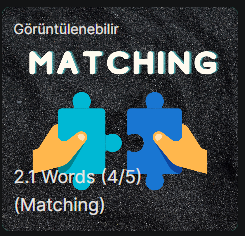 Görüntülenebilir
MATCHING
2.1 Words (4/5)
(Matching)